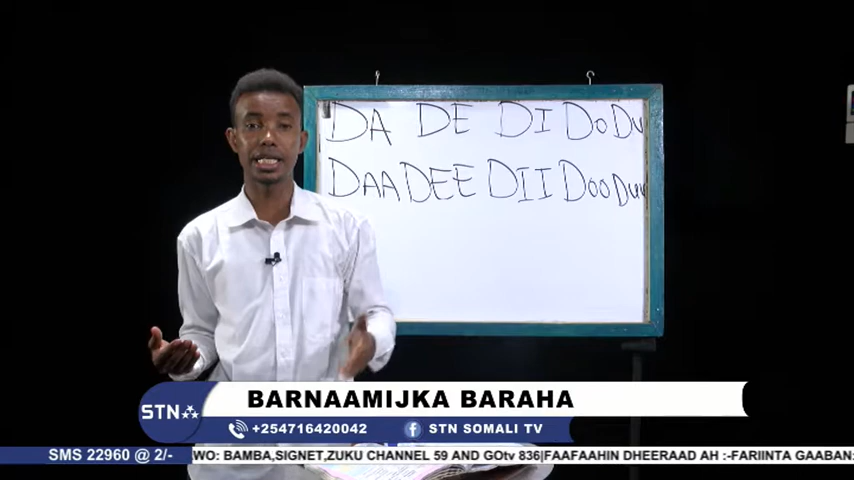 DA DE DI Do Du
DAA DEE DII Doo Duu
STN
BARNAAMIJKA BARAHA
+254716420042 STN SOMALI TV
SMS 22960 @ 2/- WO: BAMBA,SIGNET,ZUKU CHANNEL 59 AND GOtv 836|FAAFAAHIN DHEERAAD AH :-FARIINTA GAABAN: